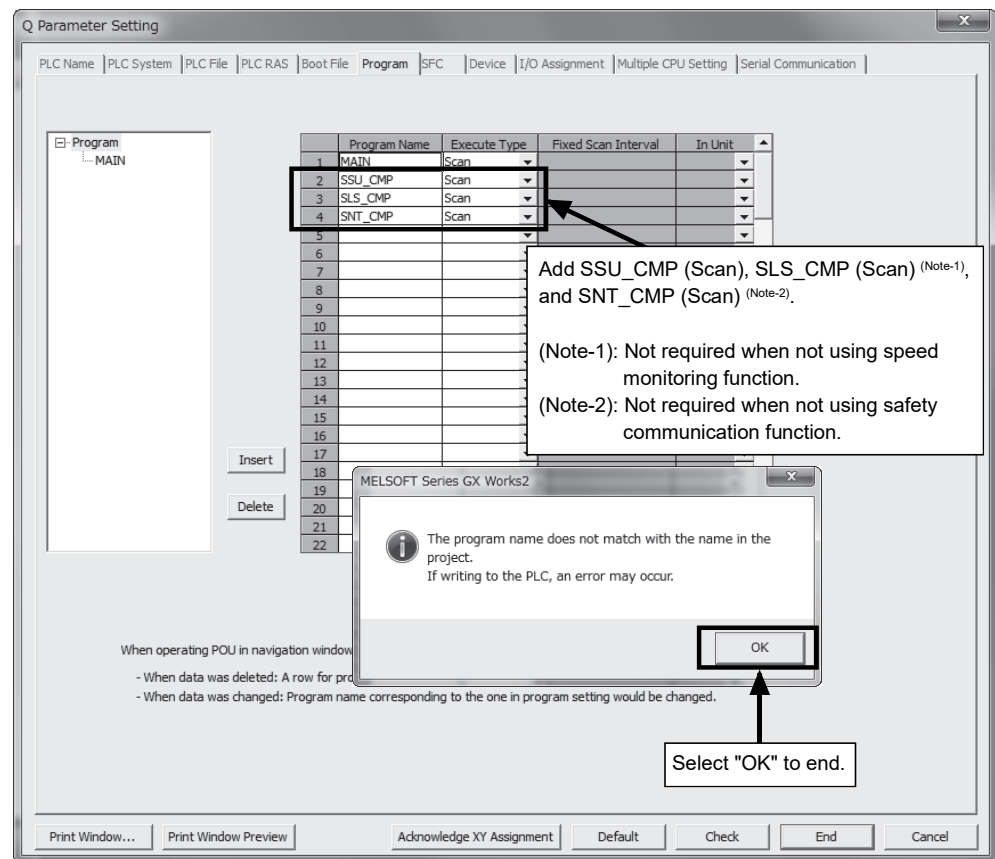 Q Parameter Setting
PLC Name PLC System PLC File PLC RAS Boot File Program SFC Device I/O Assignment Multiple CPU Setting Serial Communication
Program
MAIN
Program Name Execute Type Fixed Scan Interval In Unit
1 MAIN Scan
2 SSU_CMP Scan
3 SLS_CMP Scan
4 SNT_CMP Scan
5
6
7
8
9
10
11
12
13
14
15
16
17
18
19
20
21
22
Add SSU_CMP (Scan), SLS_CMP (Scan) (Note-1),
and SNT_CMP (Scan) (Note-2).
(Note-1): Not required when not using speed
monitoring function.
(Note-2): Not required when not using safety
communication function.
Insert
Delete
MELSOFT Series GX Works2
The program name does not match with the name in the
project.
If writing to the PLC, an error may occur.
OK
When operating POU in navigation window
- When data was deleted: A row for
- When data was changed: Program name corresponding to the one in program setting would be changed.
Select "OK" to end.
Print Window... Print Window Preview Acknowledge XY Assignment Default Check End Cancel